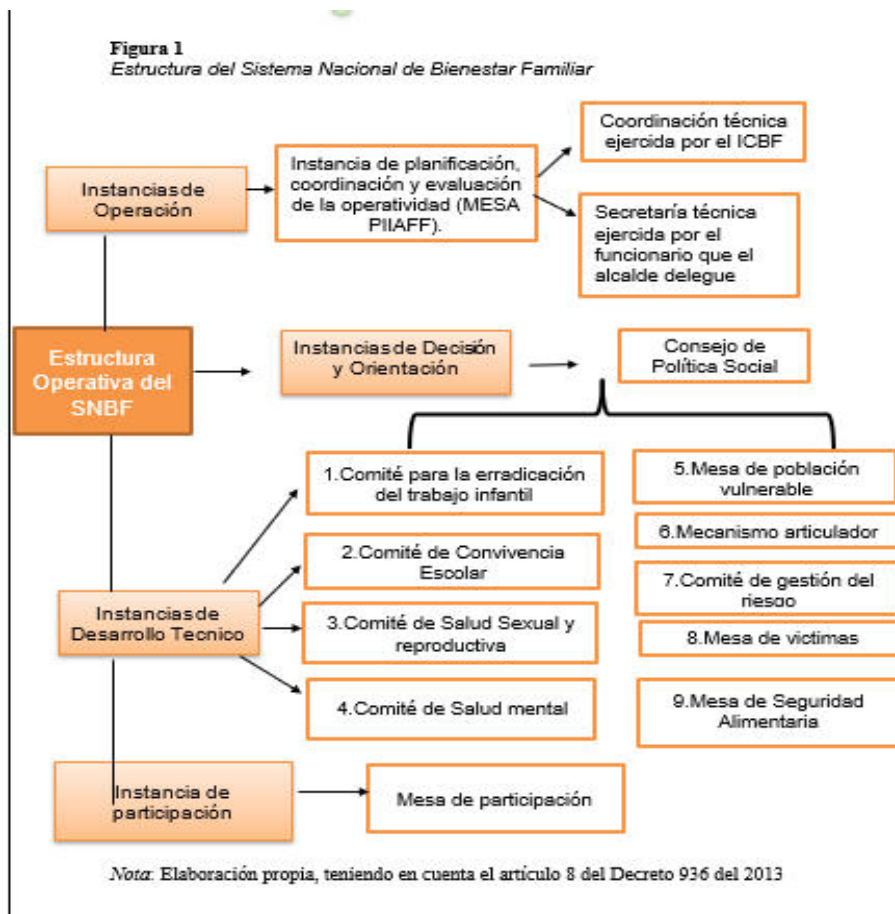 Figura 1
Estructura del Sistema Nacional de Bienestar Familiar
Instancias de
Operación
Instancia de planificación,
coordinación y evaluación
de la operatividad (MESA
PIIAFF).
Coordinación técnica
ejercida por el ICBF
Secretaría técnica
ejercida por el
funcionario que el
alcalde delegue
Estructura
Operativa del
SNBF
Instancias de Decisión
y Orientación
Consejo de
Política Social
1.Comité para la erradicación
del trabajo infantil
2.Comité de Convivencia
Escolar
3.Comité de Salud Sexual y
reproductiva
4.Comité de Salud mental
5.Mesa de población
vulnerable
6.Mecanismo articulador
7.Comité de gestión del
riesgo
8.Mesa de victimas
9.Mesa de Seguridad
Alimentaria
Instancias de
Desarrollo Tecnico
Instancia de
participación
Mesa de participación
Nota: Elaboración propia, teniendo en cuenta el artículo 8 del Decreto 936 del 2013